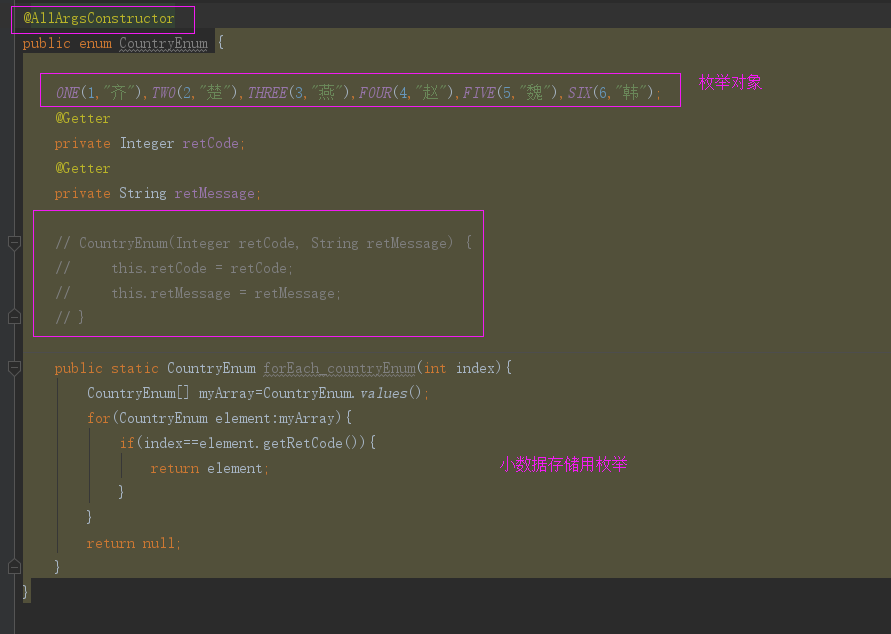 @AllArgsConstructor
public enum CountryEnum {
ONE(1,"齐"),TWO(2,"楚"),THREE(3,"燕"),FOUR(4,"赵"),FIVE(5,"魏"),SIX(6,"韩");
枚举对象
@Getter
private Integer retCode;
@Getter
private String retMessage;
// CountryEnum(Integer retCode, String retMessage) {
//     this.retCode = retCode;
//     this.retMessage = retMessage;
// }
public static CountryEnum forEach_countryEnum(int index){
CountryEnum[] myArray=CountryEnum.values();
for(CountryEnum element:myArray){
if(index==element.getRetCode()){
return element;
小数据存储用枚举
}
}
return null;
}
}